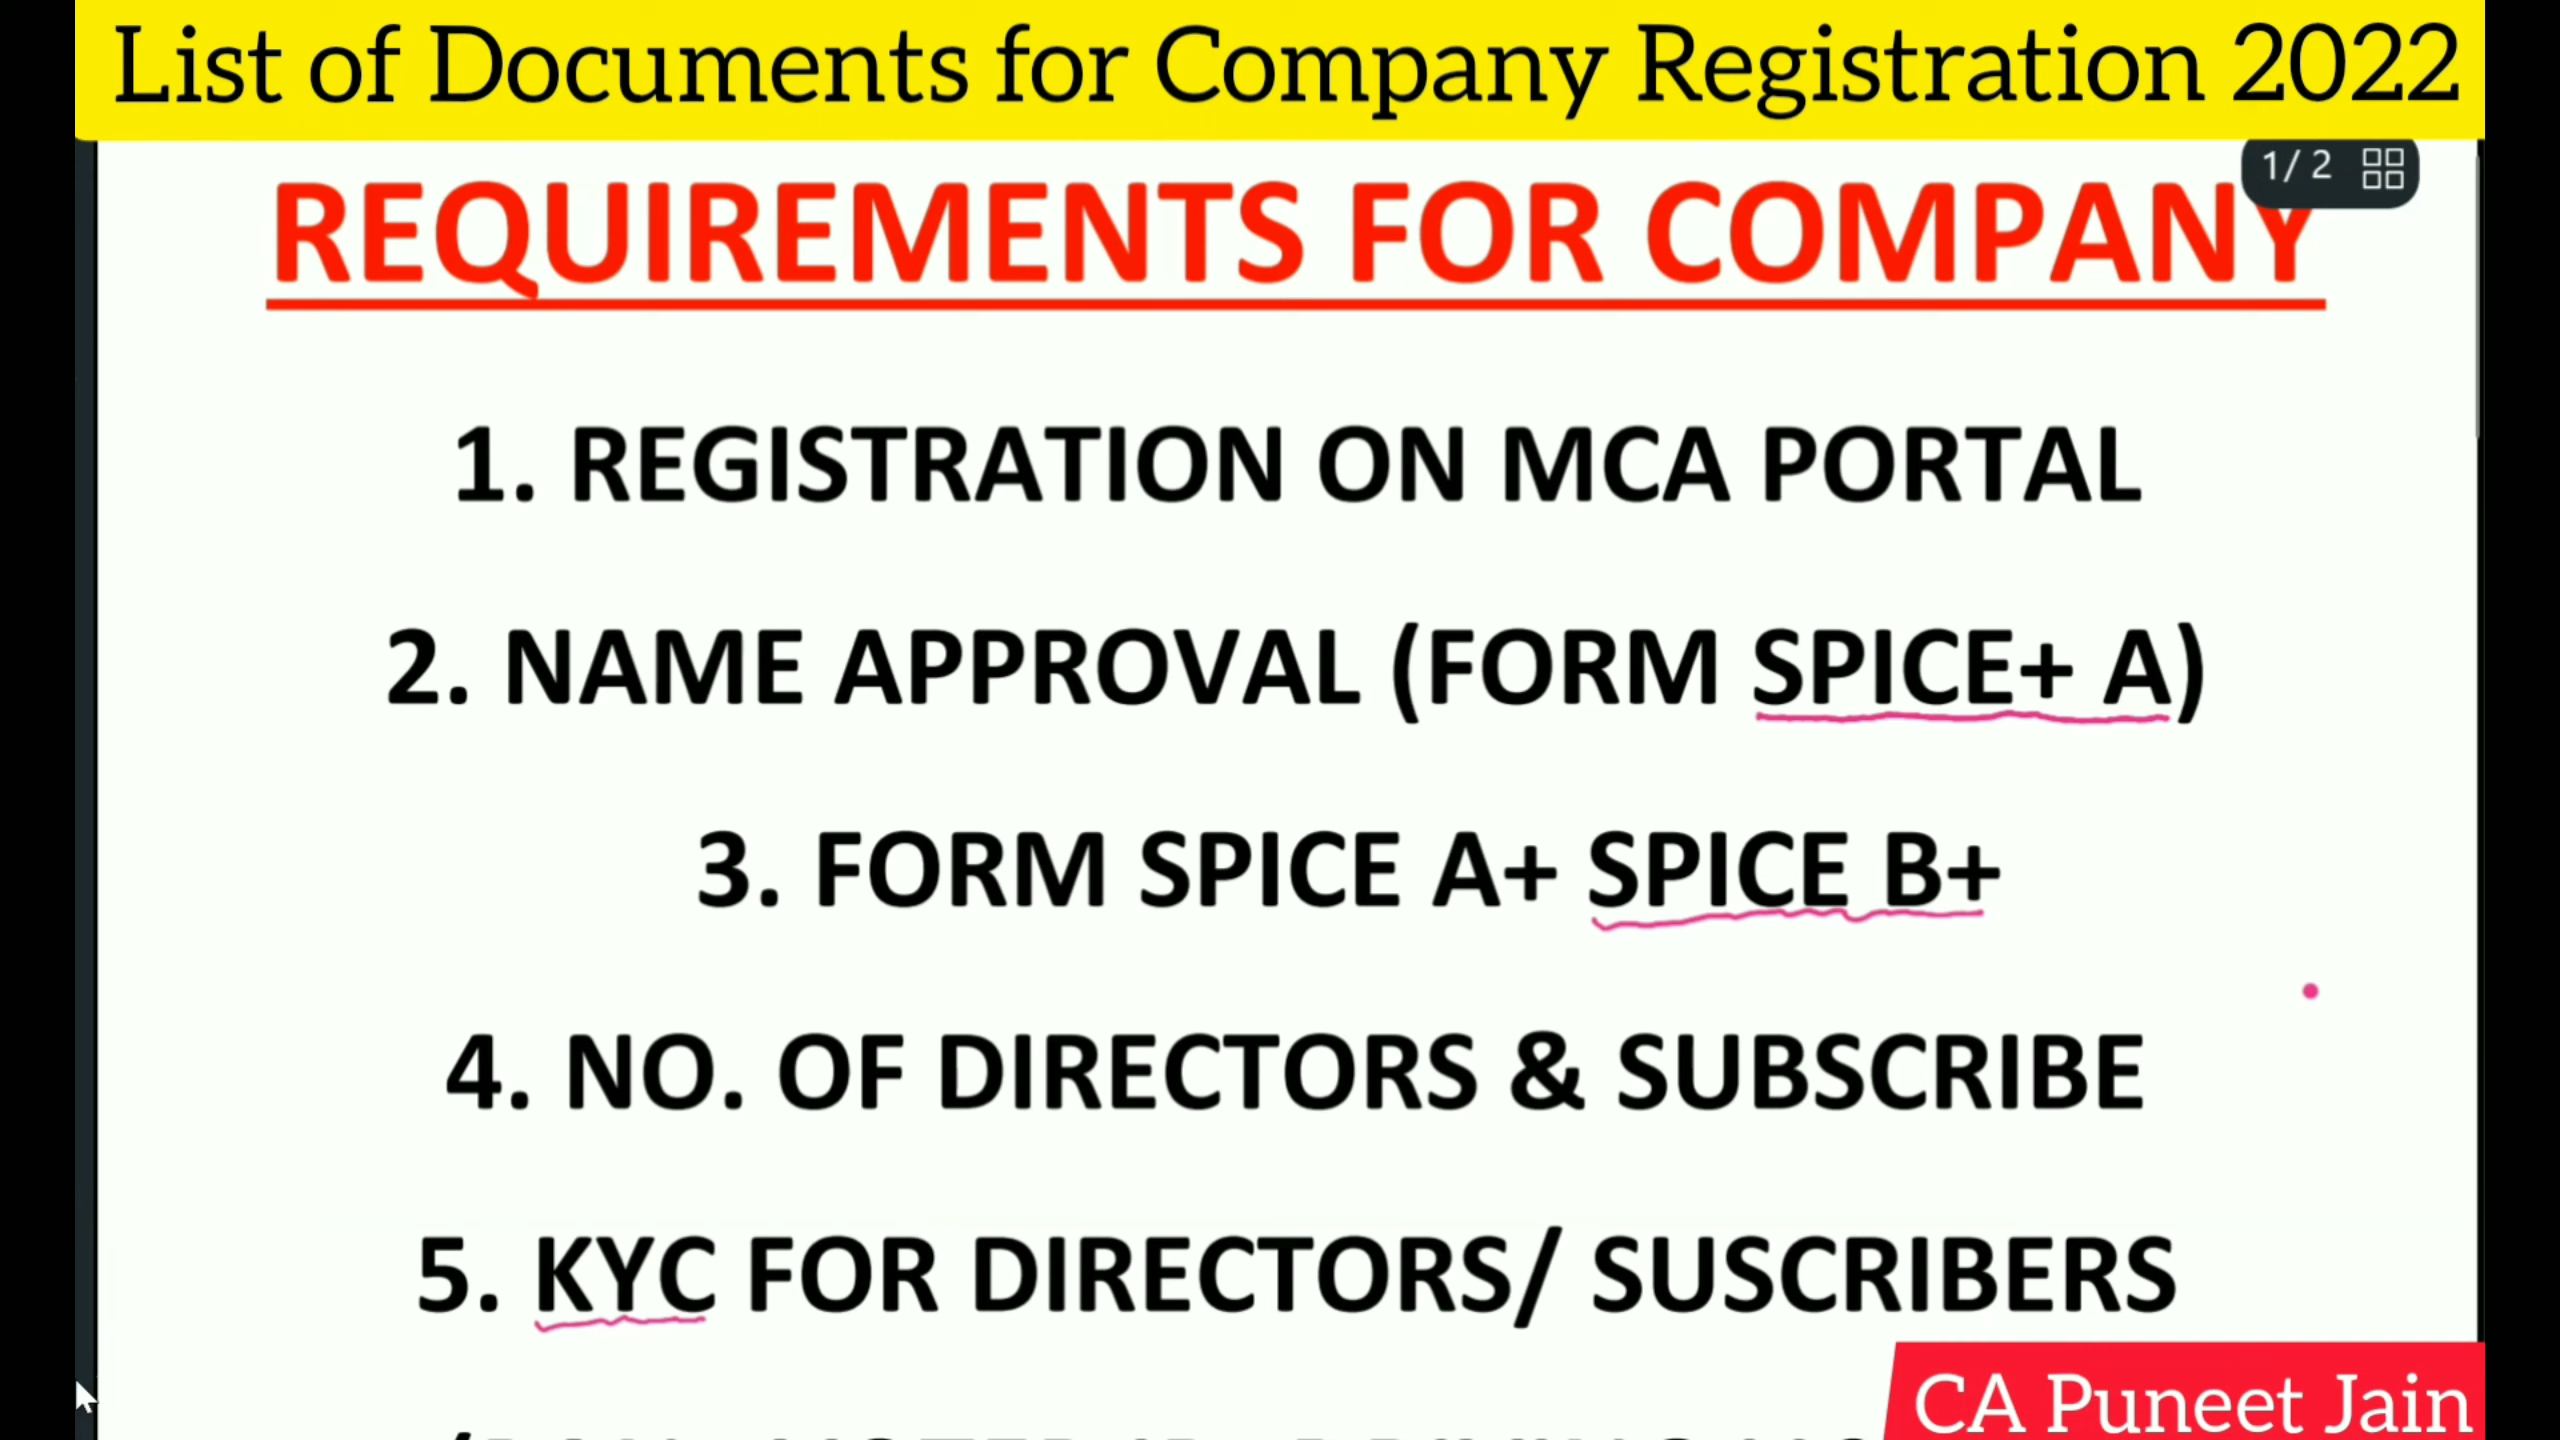 List of Documents for Company Registration 2022
1/ 2
REQUIREMENTS FOR COMPANY
1. REGISTRATION ON MCA PORTAL
2. NAME APPROVAL (FORM SPICE+ A)
3. FORM SPICE A+ SPICE B+
4. NO. OF DIRECTORS & SUBSCRIBE
5. KYC FOR DIRECTORS/ SUSCRIBERS
CA Puneet Jain